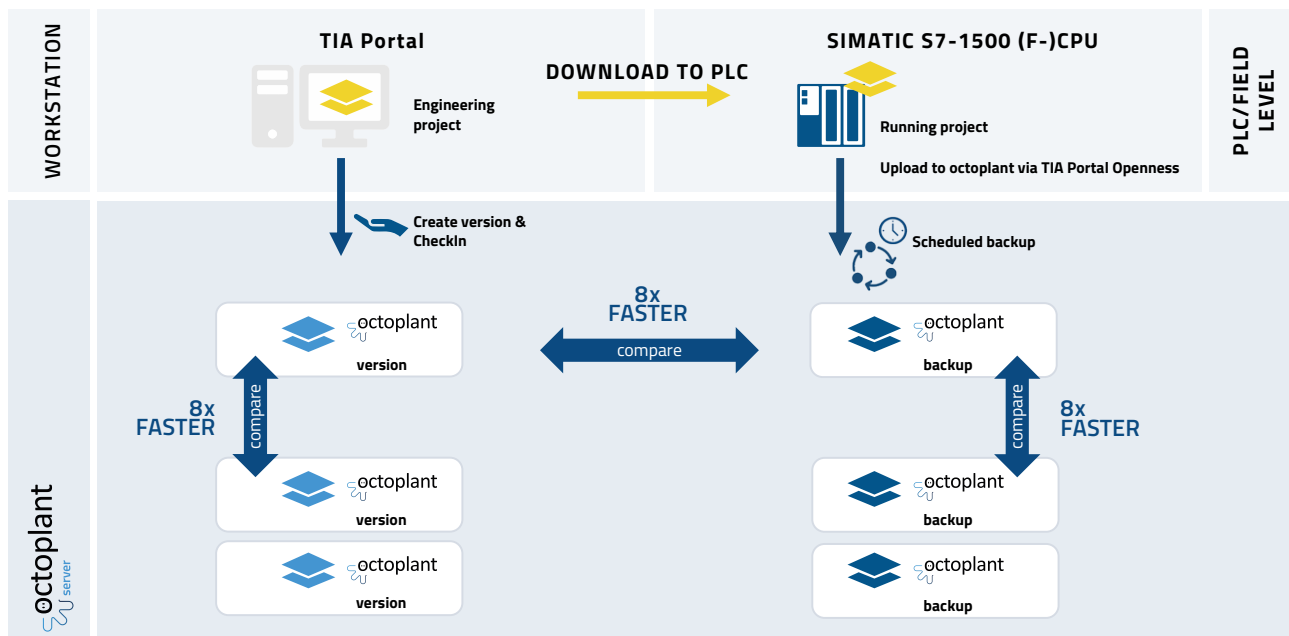 WORKSTATION
TIA Portal
Engineering
project
DOWNLOAD TO PLC
SIMATIC S7-1500 (F-)CPU
Running project
Upload to octoplant via TIA Portal Openness
PLC/FIELD
LEVEL
Create version &
CheckIn
Scheduled backup
octoplant
version
8x
FASTER
compare
octoplant
backup
8x
FASTER
compare
compare
8x
FASTER
octoplant
version
octoplant
backup
octoplant
version
octoplant
backup
octoplant
server